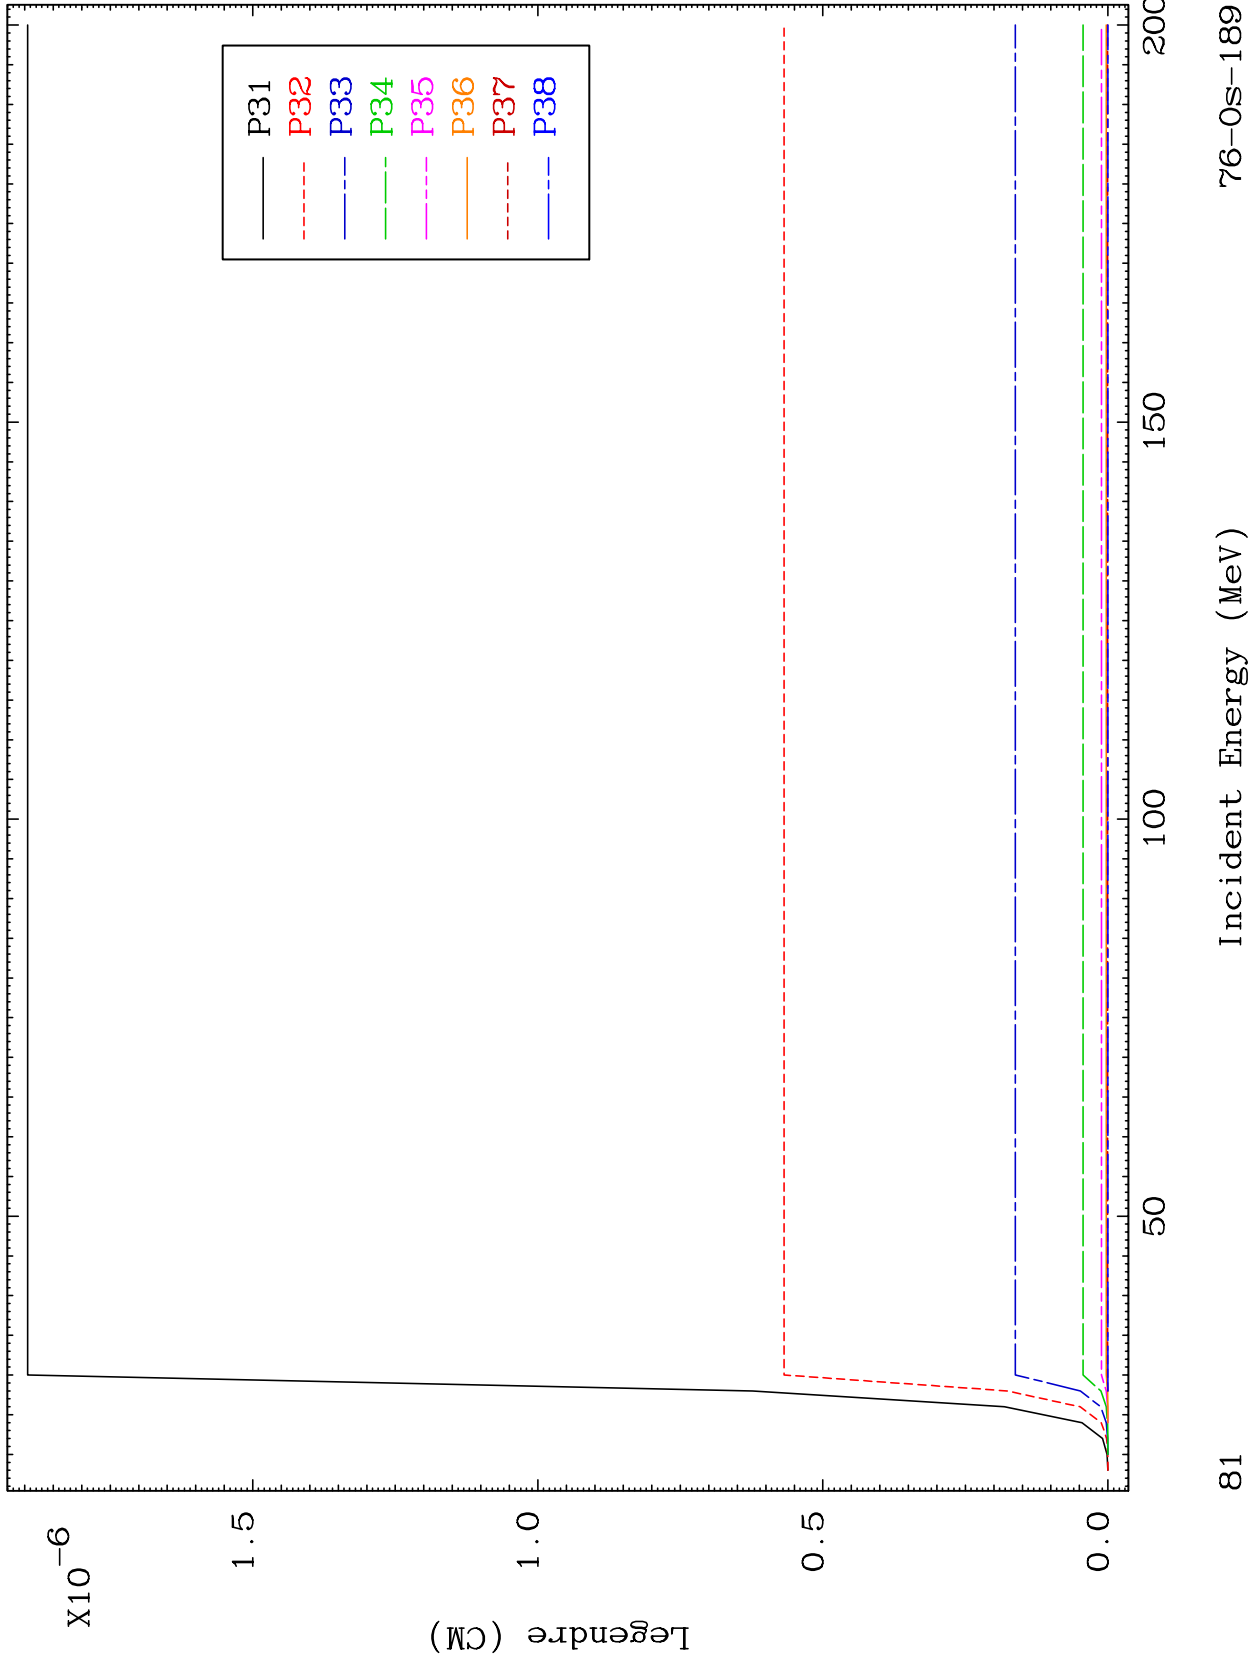 X10-6
1.5
1.0
0.5
0.0
Legendre (CM)
P31
P32
P33
P34
P35
P36
P37
P38
50
100
150
200
Incident Energy (MeV)
81
76-Os-189